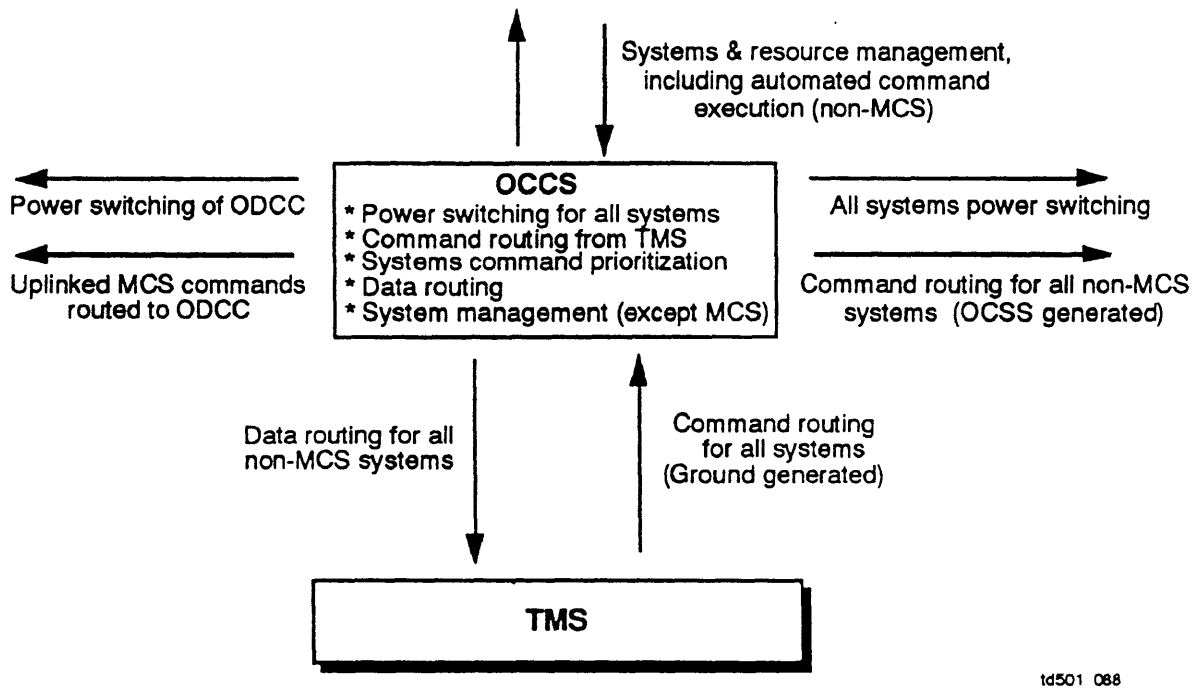 Systems & resource management,
including automated command
execution (non-MCS)
OCCS
* Power switching for all systems
* Command routing from TMS
* Systems command prioritization
* Data routing
* System management (except MCS)
Power switching of ODCC
Uplinked MCS commands
routed to ODCC
All systems power switching
Command routing for all non-MCS
systems (OCSS generated)
Data routing for all
non-MCS systems
Command routing
for all systems
(Ground generated)
TMS
td501 088